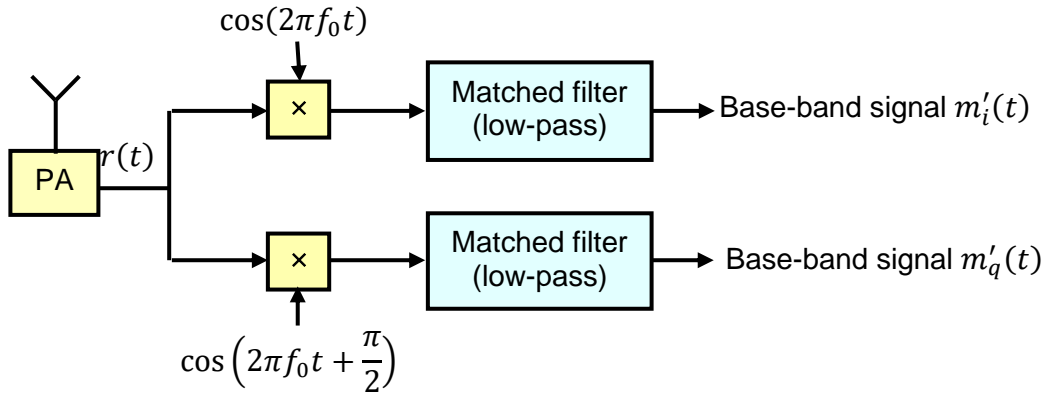 cos(2πf₀t)
×
Matched filter
(low-pass)
Base-band signal m′ᵢ(t)
r(t)
PA
×
Matched filter
(low-pass)
Base-band signal m′_q(t)
cos(2πf₀t + π/2)